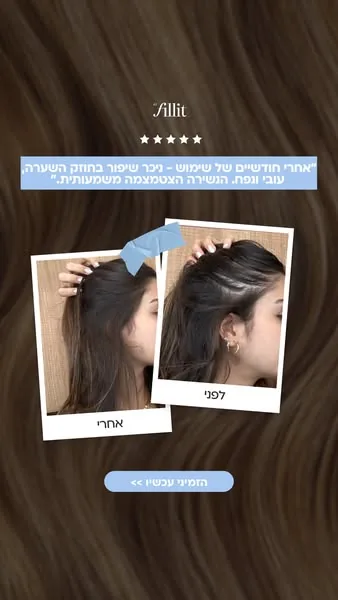 fillit
"אחרי חודשיים של שימוש - ניכר שיפור בחוזק השערה,
עובי ונפח. הנשירה הצטמצמה משמעותית."
לפני
אחרי
הזמיני עכשיו >>